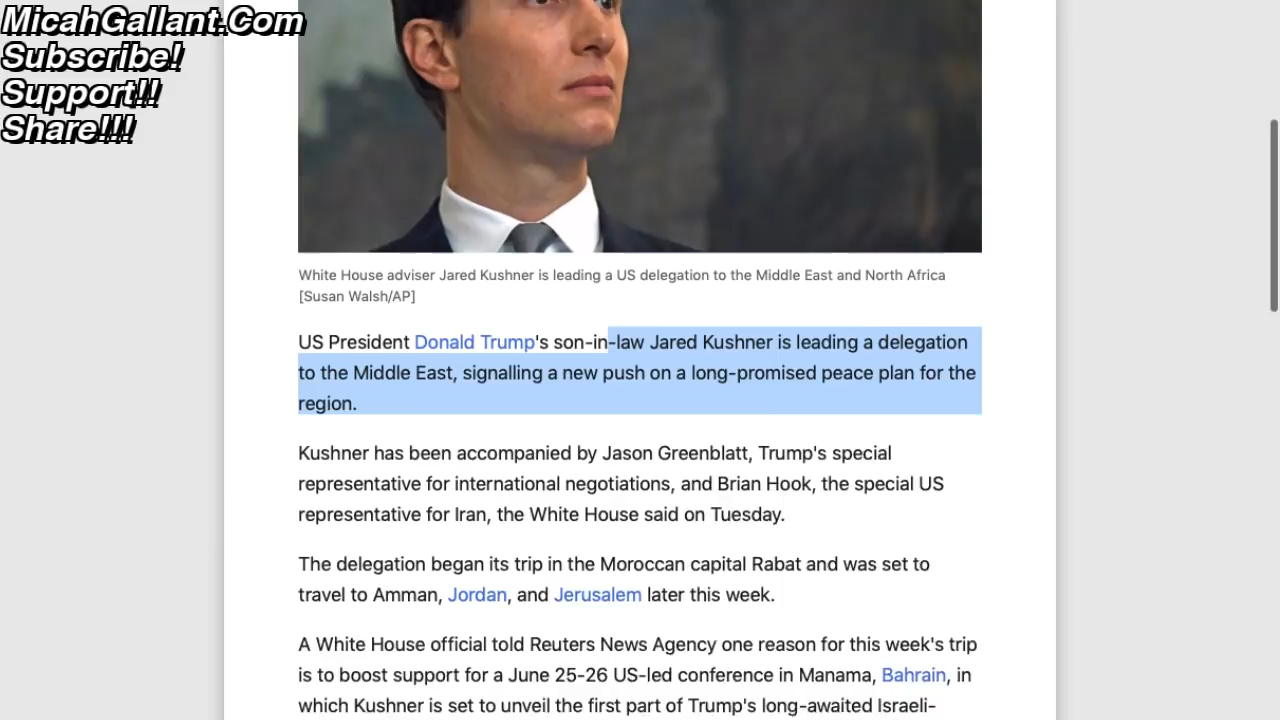 MicahGallant.Com
Subscribe!
Support!!
Share!!!
White House adviser Jared Kushner is leading a US delegation to the Middle East and North Africa
[Susan Walsh/AP]
US President Donald Trump's son-in-law Jared Kushner is leading a delegation
to the Middle East, signalling a new push on a long-promised peace plan for the
region.
Kushner has been accompanied by Jason Greenblatt, Trump's special
representative for international negotiations, and Brian Hook, the special US
representative for Iran, the White House said on Tuesday.
The delegation began its trip in the Moroccan capital Rabat and was set to
travel to Amman, Jordan, and Jerusalem later this week.
A White House official told Reuters News Agency one reason for this week's trip
is to boost support for a June 25-26 US-led conference in Manama, Bahrain, in
which Kushner is set to unveil the first part of Trump's long-awaited Israeli-